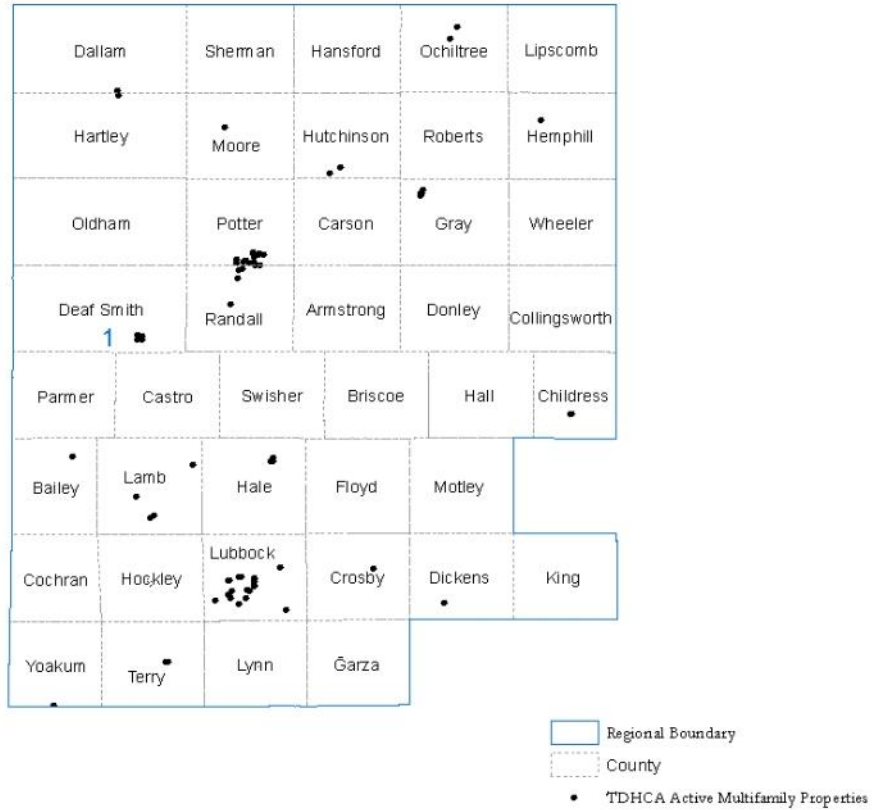 Dallam Sherman Hansford Ochiltree Lipscomb
Hartley Moore Hutchinson Roberts Hemphill
Oldham Potter Carson Gray Wheeler
Deaf Smith Randall Armstrong Donley Collingsworth
1
Parmer Castro Swisher Briscoe Hall Childress
Bailey Lamb Hale Floyd Motley
Cochran Hockley Lubbock Crosby Dickens King
Yoakum Terry Lynn Garza
Regional Boundary
County
TDHCA Active Multifamily Properties